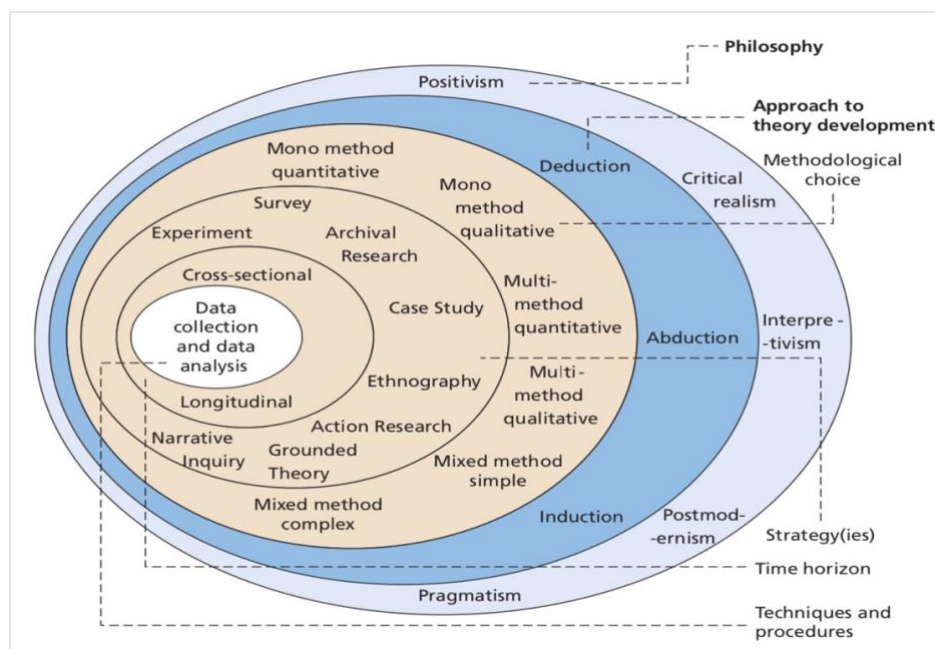 Philosophy
Positivism
Approach to
theory development
Deduction
Methodological
choice
Critical
realism
Mono method
quantitative
Mono
method
qualitative
Survey
Experiment
Archival
Research
Cross-sectional
Data
collection
and data
analysis
Case Study
Multi-
method
quantitative
Abduction
Interpre-
-tivism
Ethnography
Multi-
method
qualitative
Longitudinal
Action Research
Narrative
Inquiry
Grounded
Theory
Mixed method
simple
Mixed method
complex
Induction
Postmod-
-ernism
Strategy(ies)
Time horizon
Pragmatism
Techniques and
procedures